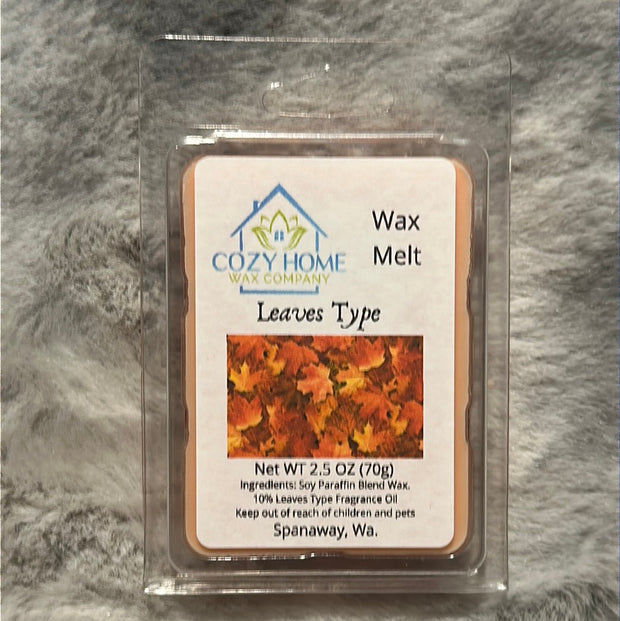 COZY HOME
WAX COMPANY
Wax
Melt
Leaves Type
Net WT 2.5 OZ (70g)
Ingredients: Soy Paraffin Blend Wax.
10% Leaves Type Fragrance Oil
Keep out of reach of children and pets
Spanaway, Wa.